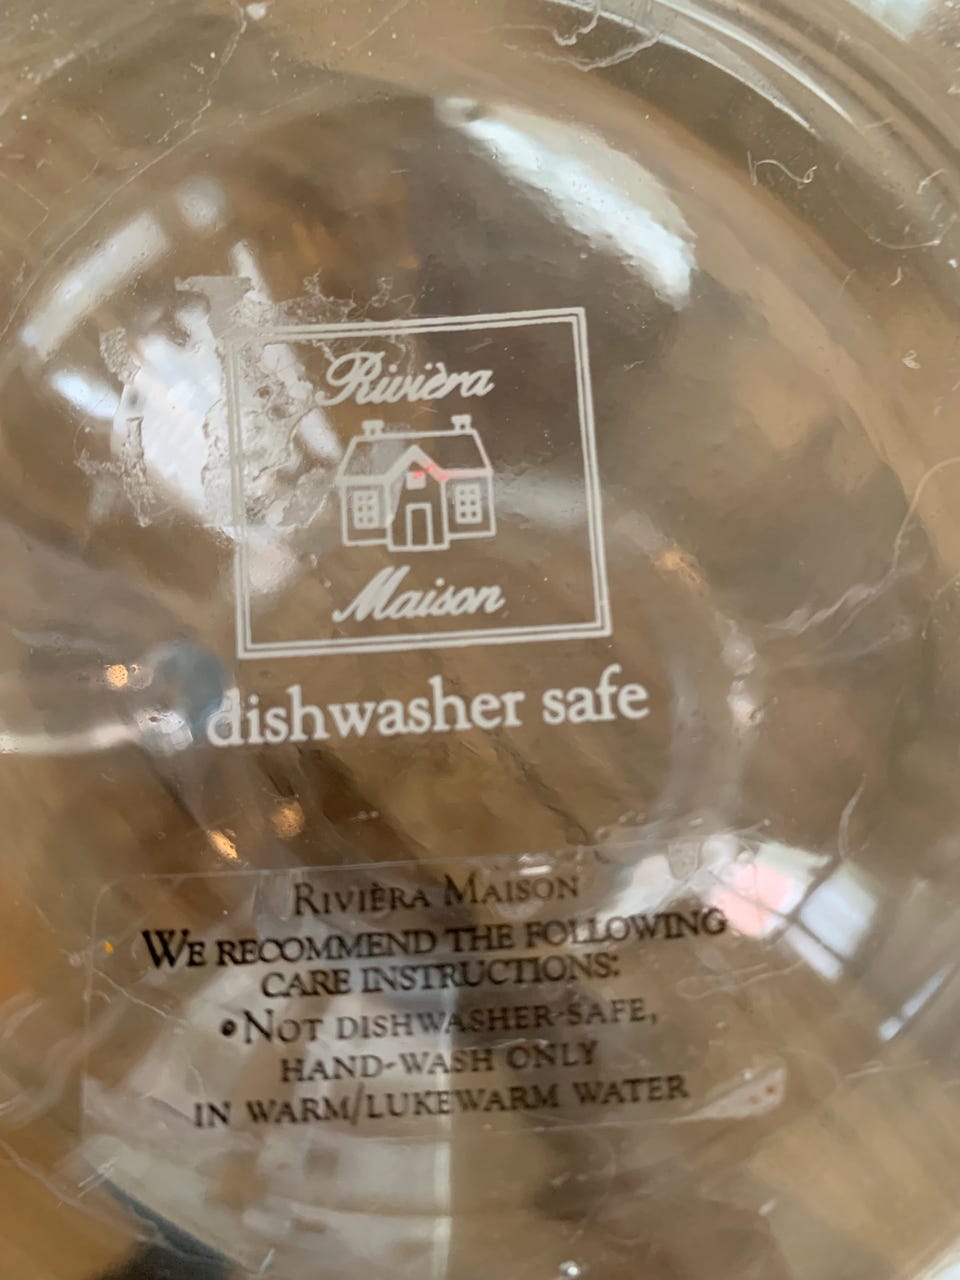 Rivièra
Maison
dishwasher safe
RIVIÈRA MAISON
WE RECOMMEND THE FOLLOWING
CARE INSTRUCTIONS:
•NOT DISHWASHER-SAFE,
HAND-WASH ONLY
IN WARM/LUKEWARM WATER